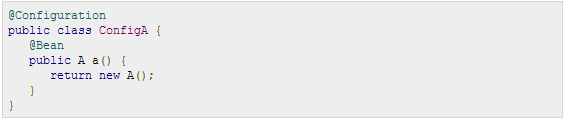 @Configuration
public class ConfigA {
   @Bean
   public A a() {
      return new A();
   }
}